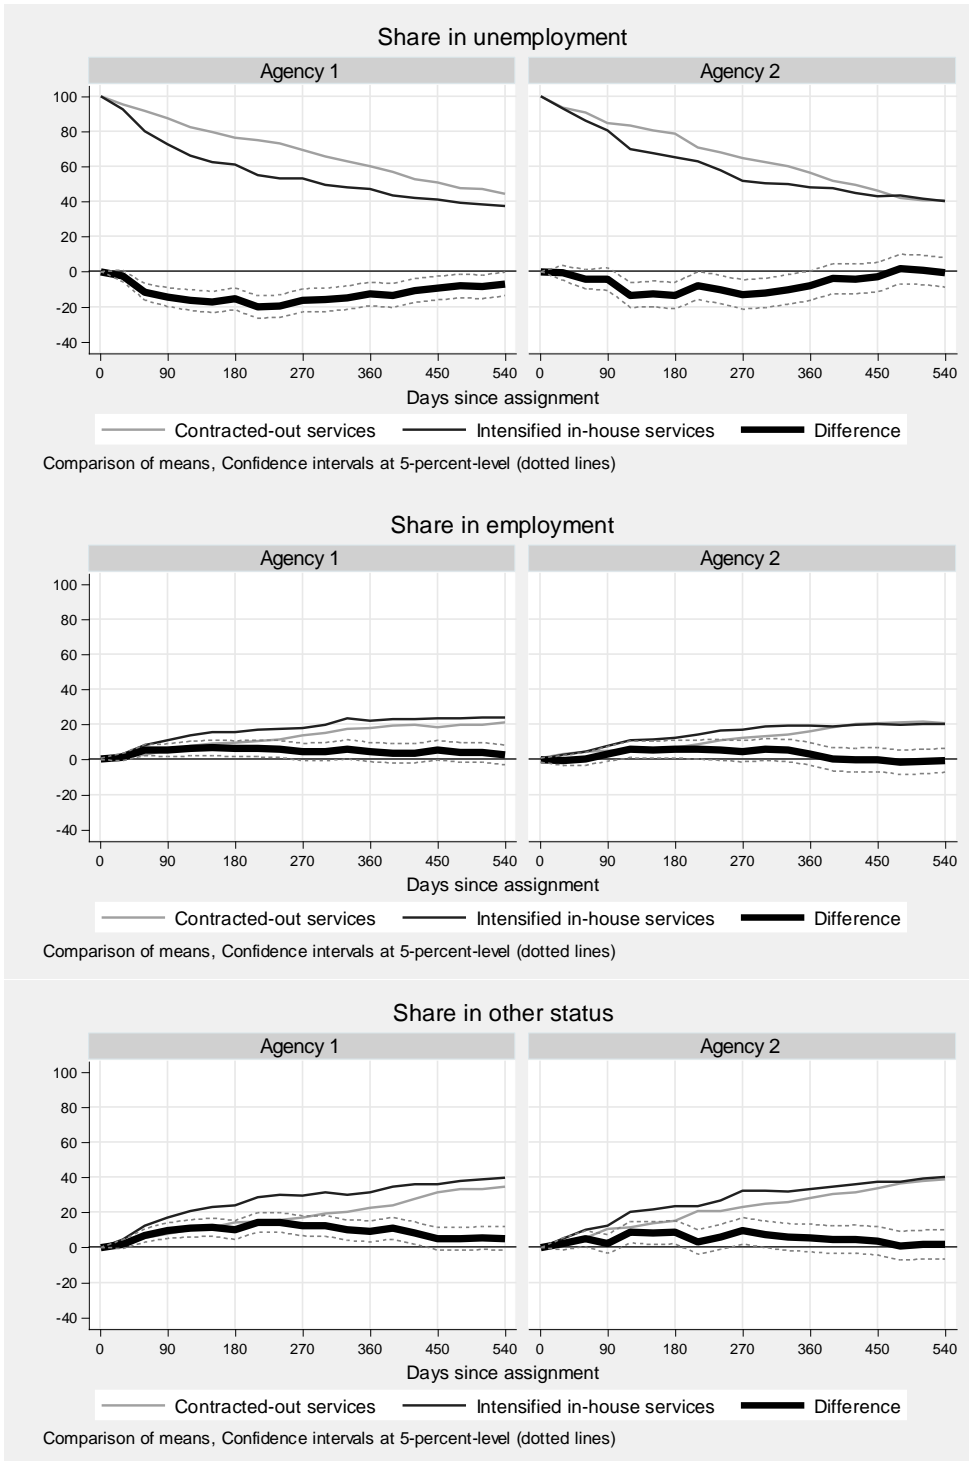 Share in unemployment
Agency 1 Agency 2
100
80
60
40
20
0
-20
-40
0 90 180 270 360 450 540 0 90 180 270 360 450 540
Days since assignment
Contracted-out services Intensified in-house services Difference
Comparison of means, Confidence intervals at 5-percent-level (dotted lines)
Share in employment
Agency 1 Agency 2
100
80
60
40
20
0
-20
-40
0 90 180 270 360 450 540 0 90 180 270 360 450 540
Days since assignment
Contracted-out services Intensified in-house services Difference
Comparison of means, Confidence intervals at 5-percent-level (dotted lines)
Share in other status
Agency 1 Agency 2
100
80
60
40
20
0
-20
-40
0 90 180 270 360 450 540 0 90 180 270 360 450 540
Days since assignment
Contracted-out services Intensified in-house services Difference
Comparison of means, Confidence intervals at 5-percent-level (dotted lines)